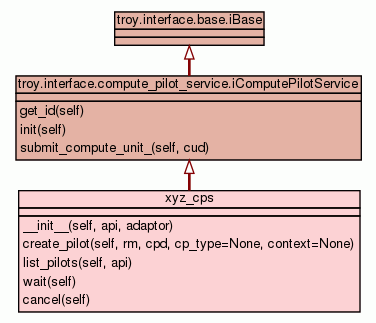 troy.interface.base.iBase
troy.interface.compute_pilot_service.iComputePilotService
get_id(self)
init(self)
submit_compute_unit_(self, cud)
xyz_cps
__init__(self, api, adaptor)
create_pilot(self, rm, cpd, cp_type=None, context=None)
list_pilots(self, api)
wait(self)
cancel(self)